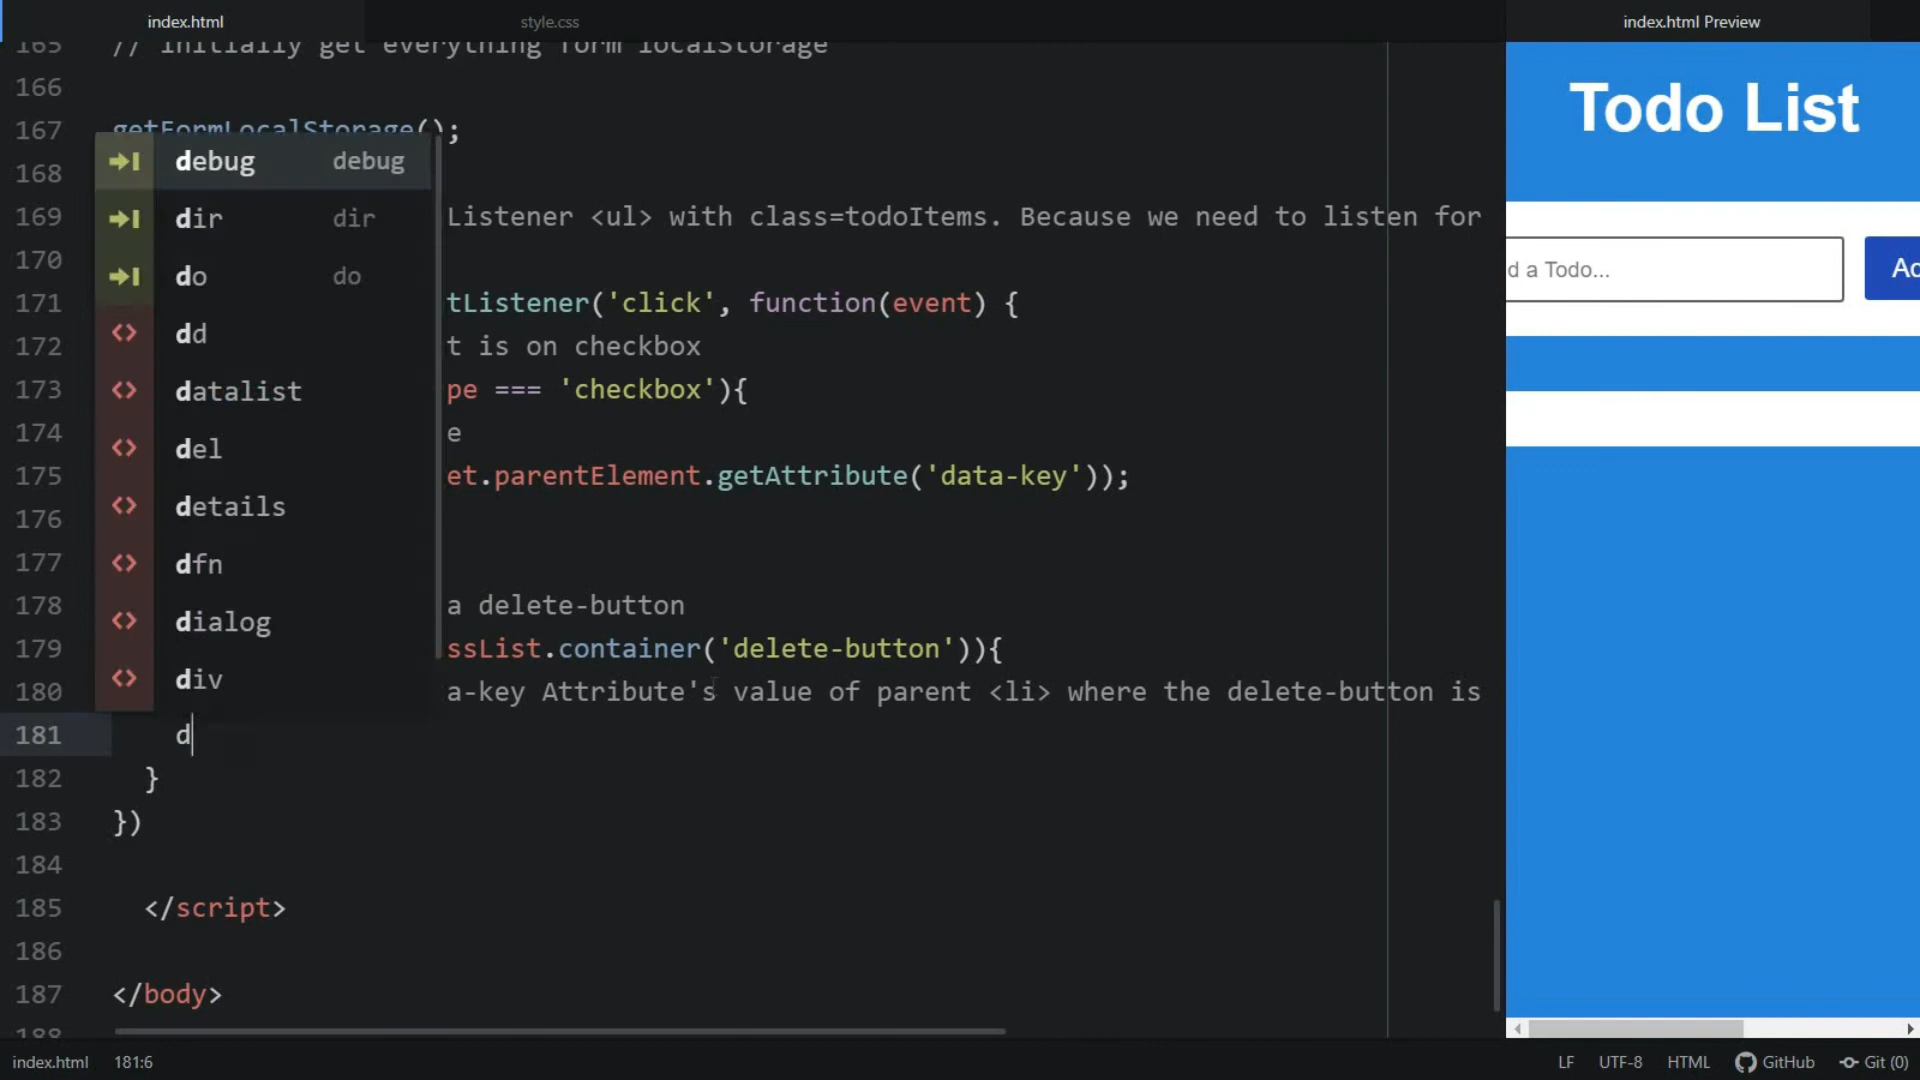 index.html
style.css
index.html Preview
165 // initially get everything form localStorage
166
167 getFormLocalStorage();
168
169 Listener <ul> with class=todoItems. Because we need to listen for
170
171 tListener('click', function(event) {
172 t is on checkbox
173 pe === 'checkbox'){
174 e
175 et.parentElement.getAttribute('data-key'));
176
177
178 a delete-button
179 ssList.container('delete-button')){
180 a-key Attribute's value of parent <li> where the delete-button is
181 d
182 }
183 })
184
185 </script>
186
187 </body>
188
debug debug
dir dir
do do
dd
datalist
del
details
dfn
dialog
div
Todo List
d a Todo...
Ad
index.html 181:6
LF UTF-8 HTML GitHub Git (0)